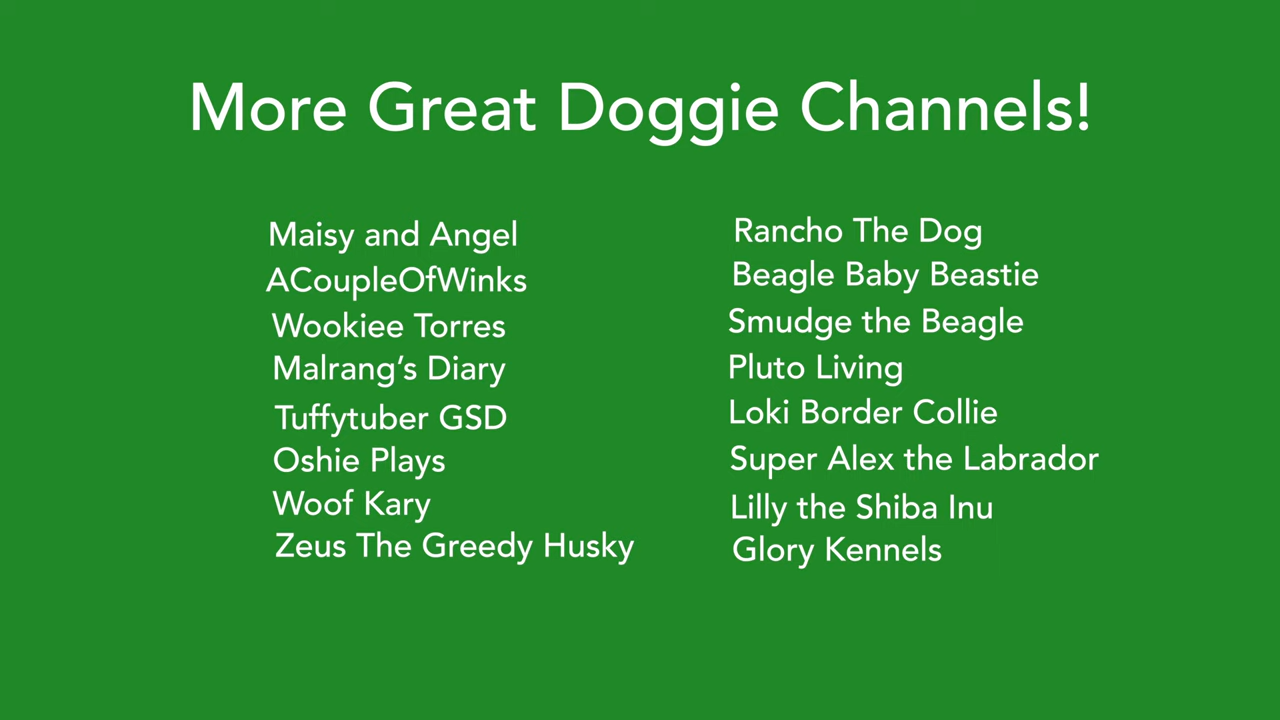 More Great Doggie Channels!
Maisy and Angel
ACoupleOfWinks
Wookiee Torres
Malrang’s Diary
Tuffytuber GSD
Oshie Plays
Woof Kary
Zeus The Greedy Husky
Rancho The Dog
Beagle Baby Beastie
Smudge the Beagle
Pluto Living
Loki Border Collie
Super Alex the Labrador
Lilly the Shiba Inu
Glory Kennels